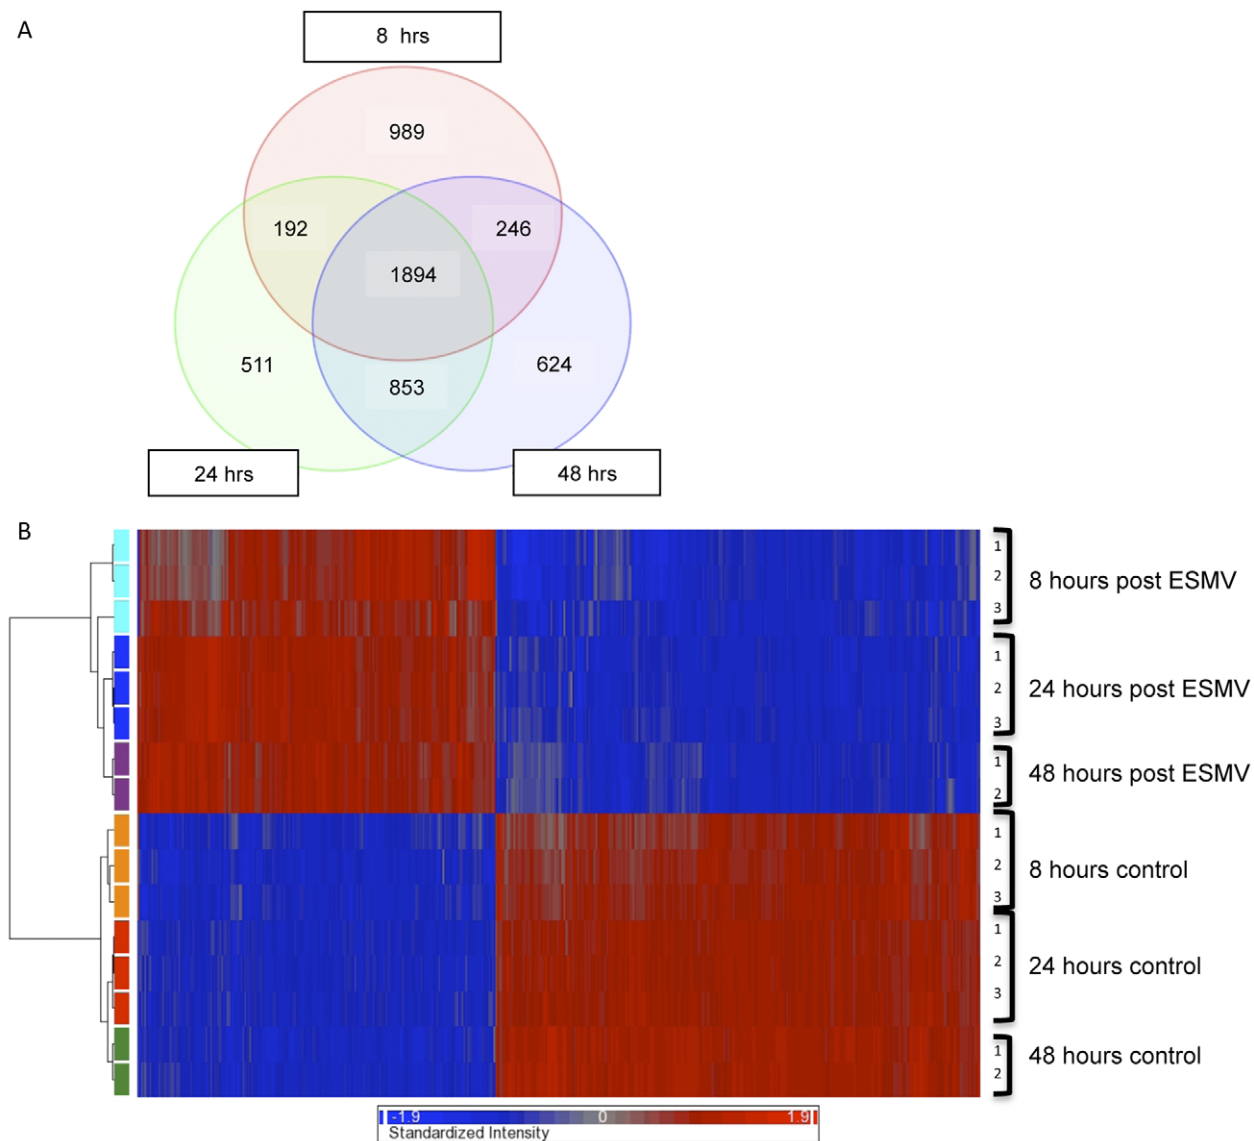 A
8 hrs
989
192
246
1894
511
853
624
24 hrs
48 hrs
B
1
2
3
8 hours post ESMV
1
2
3
24 hours post ESMV
1
2
48 hours post ESMV
1
2
3
8 hours control
1
2
3
24 hours control
1
2
48 hours control
-1.9 0 1.9
Standardized Intensity